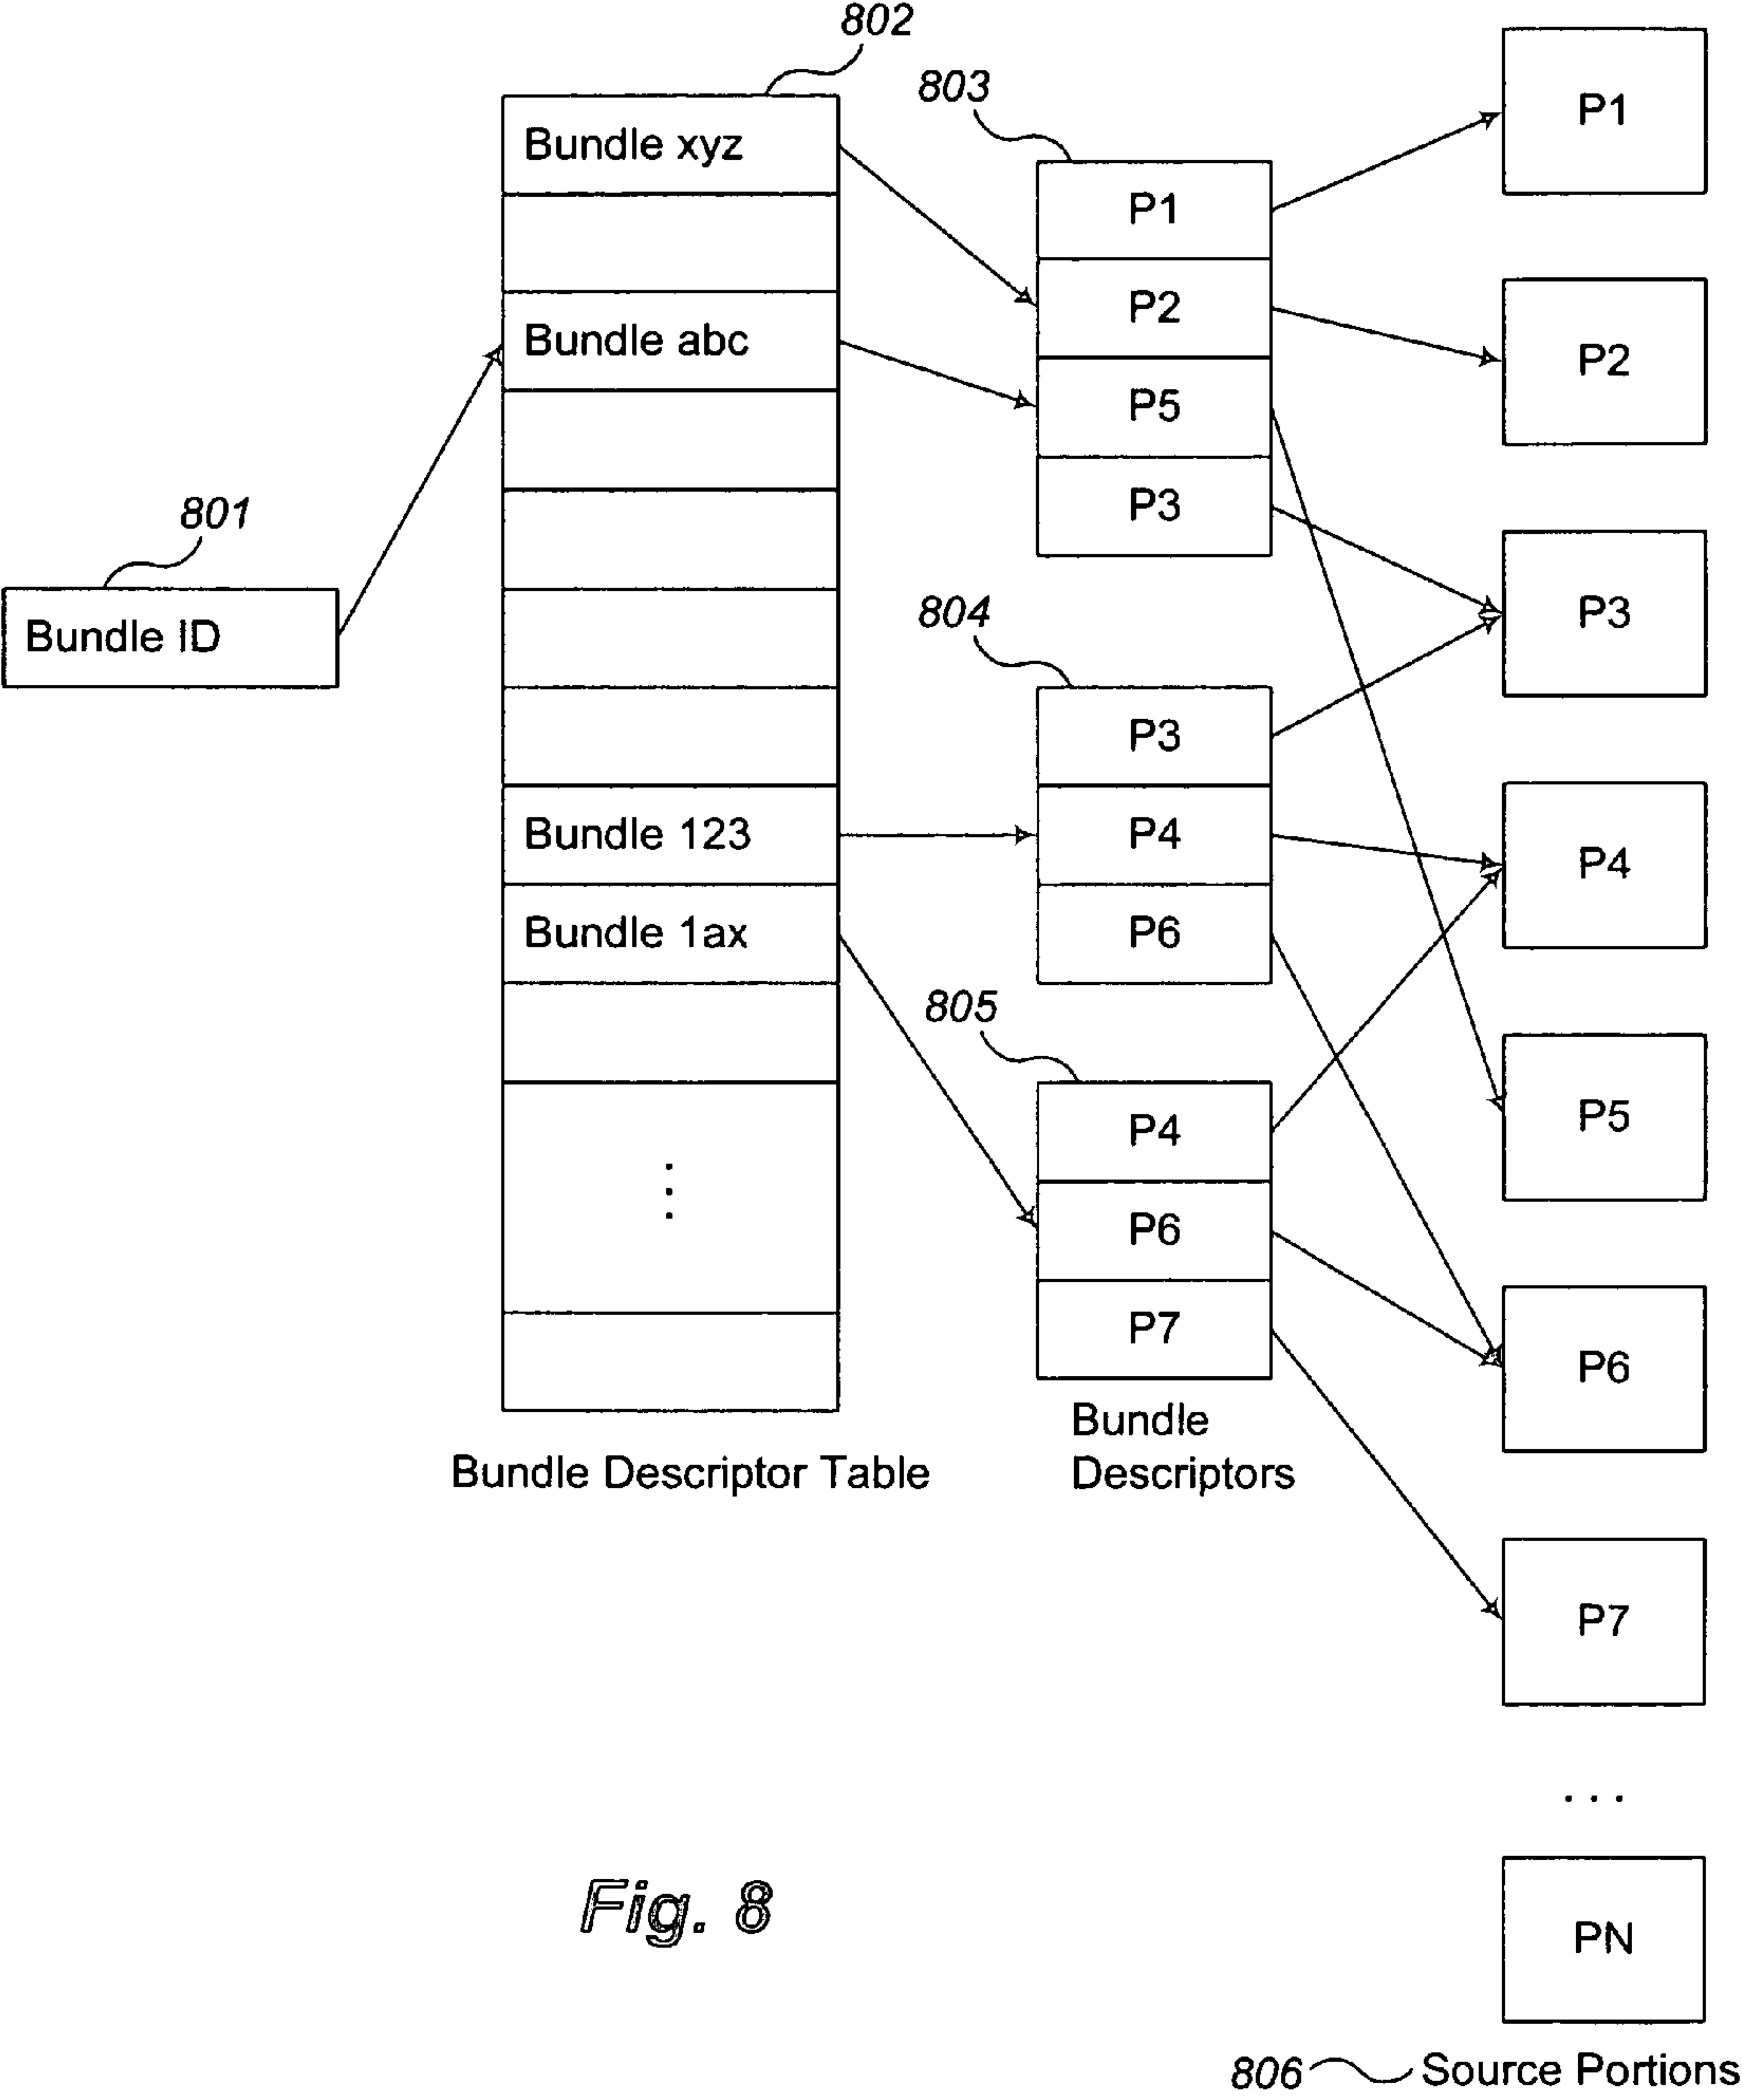 802
Bundle xyz
Bundle abc
Bundle 123
Bundle 1ax
⋮
Bundle Descriptor Table
801
Bundle ID
803
P1
P2
P5
P3
804
P3
P4
P6
805
P4
P6
P7
Bundle
Descriptors
P1
P2
P3
P4
P5
P6
P7
...
PN
806 Source Portions
Fig. 8